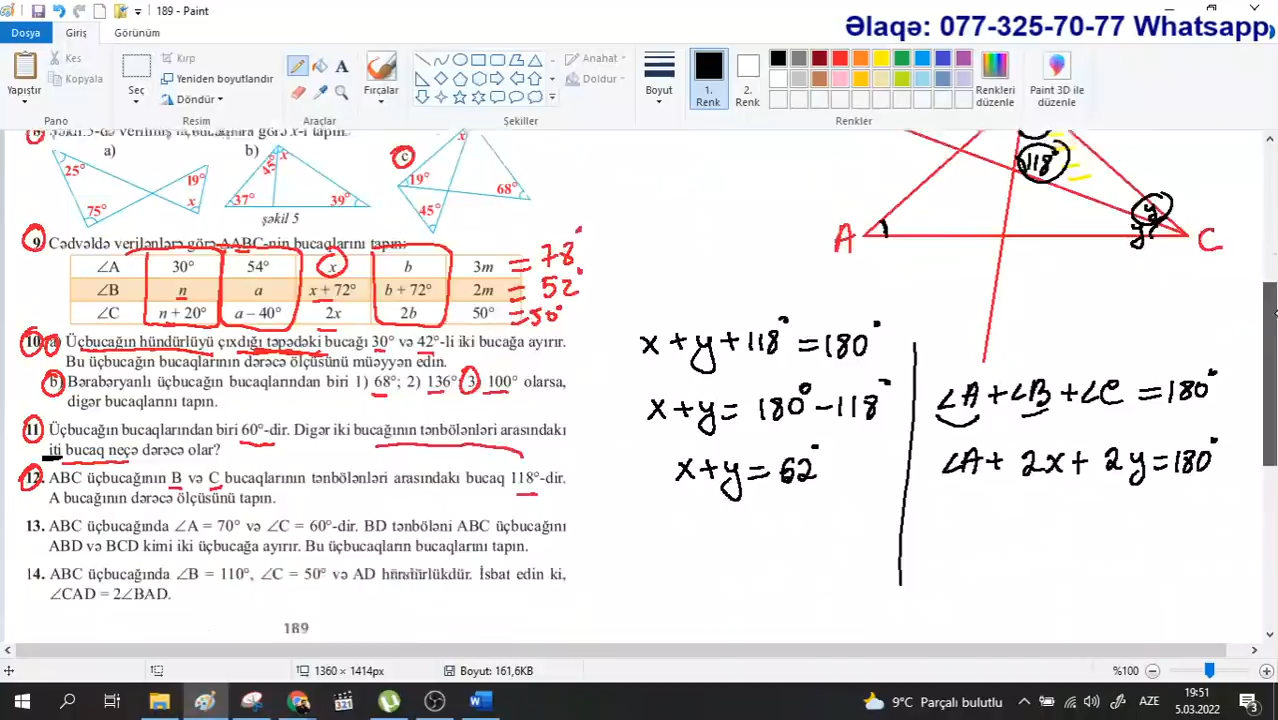 189 - Paint
Əlaqə: 077-325-70-77 Whatsapp
Dosya Giriş Görünüm
Yapıştır
Kes
Kopyala
Seç
Kırp
Yeniden boyutlandır
Döndür
A
Fırçalar
Boyut
Anahat
Doldur
1. Renk
2. Renk
Renkleri düzenle
Paint 3D ile düzenle
Pano Resim Araçlar Şekiller Renkler
8 Şəkil 5-də verilmiş üçbucaqlara görə x-i tapın.
a) b) c
25° 75° 19° x
45° x 37° 39°
x 19° 68° 45°
şəkil 5
9 Cədvəldə verilənlərə görə ΔABC-nin bucaqlarını tapın:
∠A 30° 54° x b 3m = 78°
∠B n a x + 72° b + 72° 2m = 52°
∠C n + 20° a – 40° 2x 2b 50° = 50°
10. a) Üçbucağın hündürlüyü çıxdığı təpədəki bucağı 30° və 42°-li iki bucağa ayırır.
Bu üçbucağın bucaqlarının dərəcə ölçüsünü müəyyən edin.
b) Bərabəryanlı üçbucağın bucaqlarından biri 1) 68°; 2) 136°; 3) 100° olarsa,
digər bucaqlarını tapın.
11 Üçbucağın bucaqlarından biri 60°-dir. Digər iki bucağının tənbölənləri arasındakı
iti bucaq neçə dərəcə olar?
12. ABC üçbucağının B və C bucaqlarının tənbölənləri arasındakı bucaq 118°-dir.
A bucağının dərəcə ölçüsünü tapın.
13. ABC üçbucağında ∠A = 70° və ∠C = 60°-dir. BD tənböləni ABC üçbucağını
ABD və BCD kimi iki üçbucağa ayırır. Bu üçbucaqların bucaqlarını tapın.
14. ABC üçbucağında ∠B = 110°, ∠C = 50° və AD hündürlükdür. İsbat edin ki,
∠CAD = 2∠BAD.
189
118°
y
y
A C
x + y + 118° = 180°
x + y = 180° – 118°
x + y = 62°
∠A + ∠B + ∠C = 180°
∠A + 2x + 2y = 180°
1360 × 1414px
Boyut: 161,6KB
%100
9°C Parçalı bulutlu
AZE
19:51
5.03.2022
3